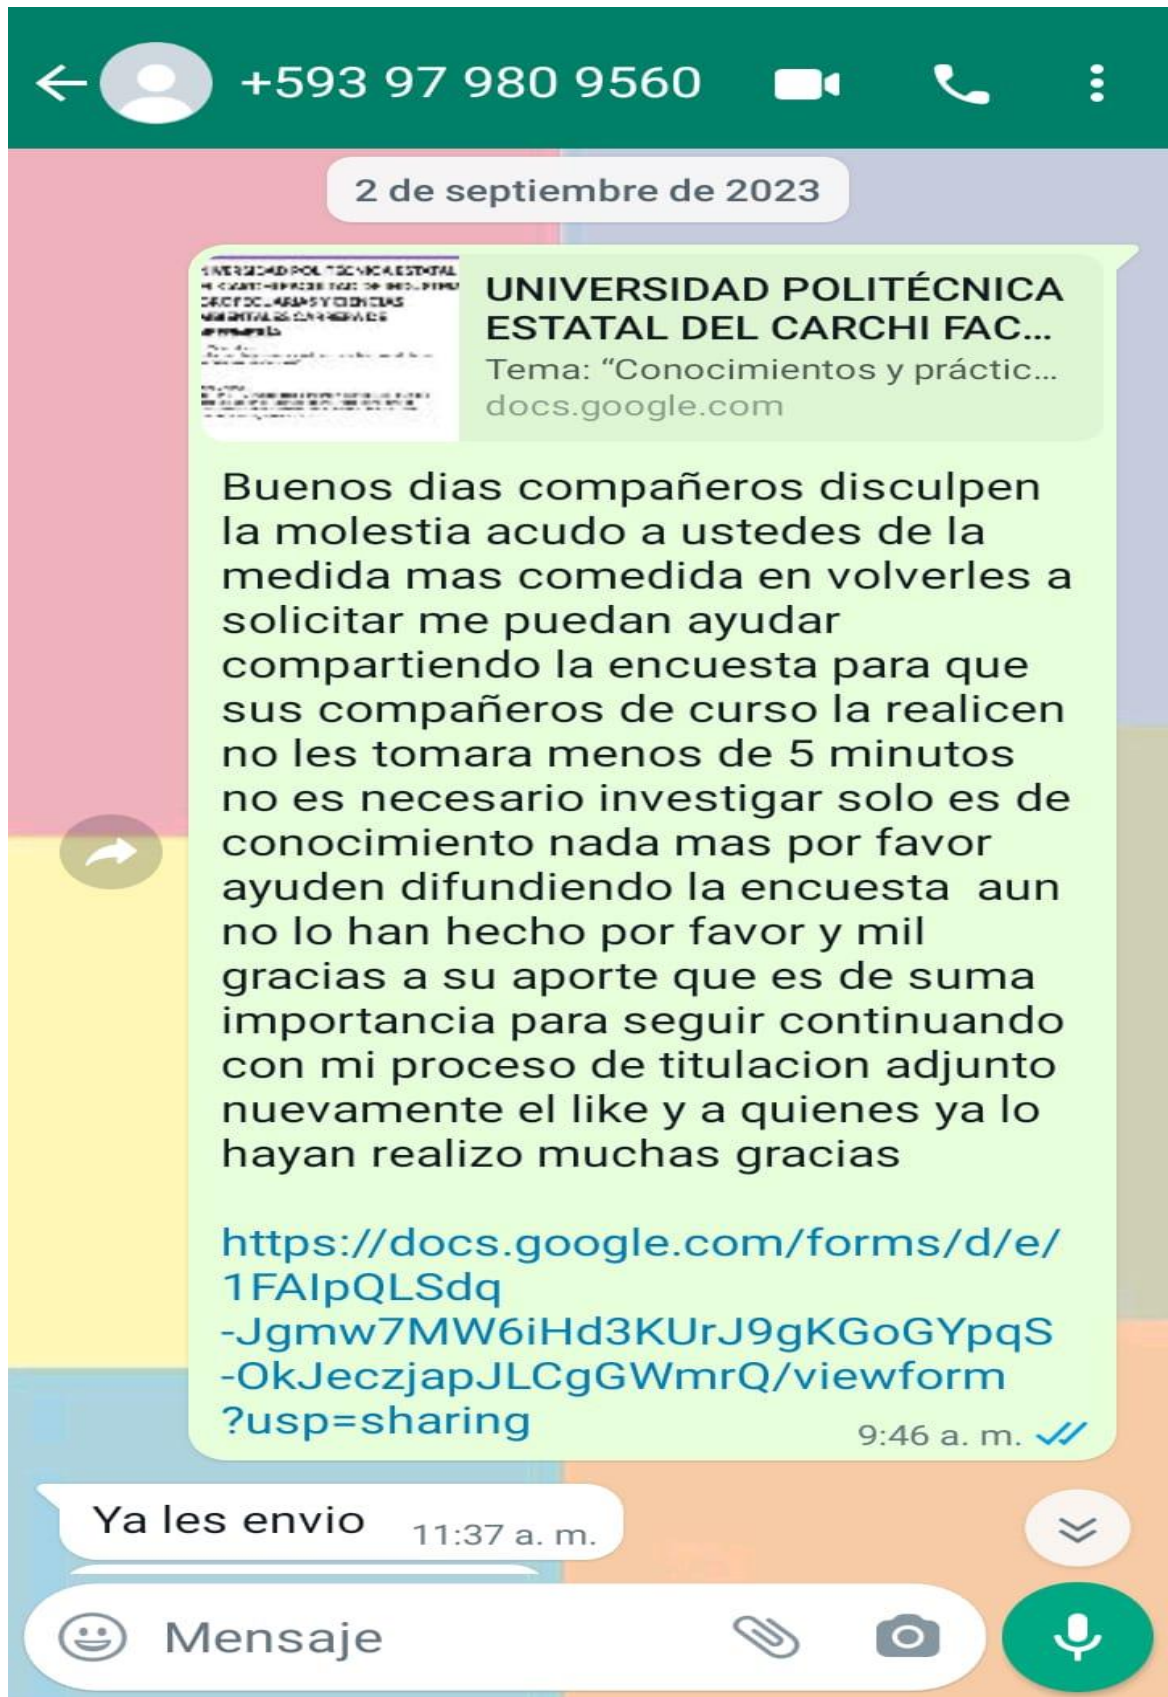 +593 97 980 9560
2 de septiembre de 2023
UNIVERSIDAD POLITÉCNICA
ESTATAL DEL CARCHI FAC...
Tema: “Conocimientos y práctic...
docs.google.com
Buenos dias compañeros disculpen
la molestia acudo a ustedes de la
medida mas comedida en volverles a
solicitar me puedan ayudar
compartiendo la encuesta para que
sus compañeros de curso la realicen
no les tomara menos de 5 minutos
no es necesario investigar solo es de
conocimiento nada mas por favor
ayuden difundiendo la encuesta  aun
no lo han hecho por favor y mil
gracias a su aporte que es de suma
importancia para seguir continuando
con mi proceso de titulacion adjunto
nuevamente el like y a quienes ya lo
hayan realizo muchas gracias
https://docs.google.com/forms/d/e/
1FAIpQLSdq
-Jgmw7MW6iHd3KUrJ9gKGoGYpqS
-OkJeczjapJLCgGWmrQ/viewform
?usp=sharing
9:46 a. m.
Ya les envio
11:37 a. m.
Mensaje